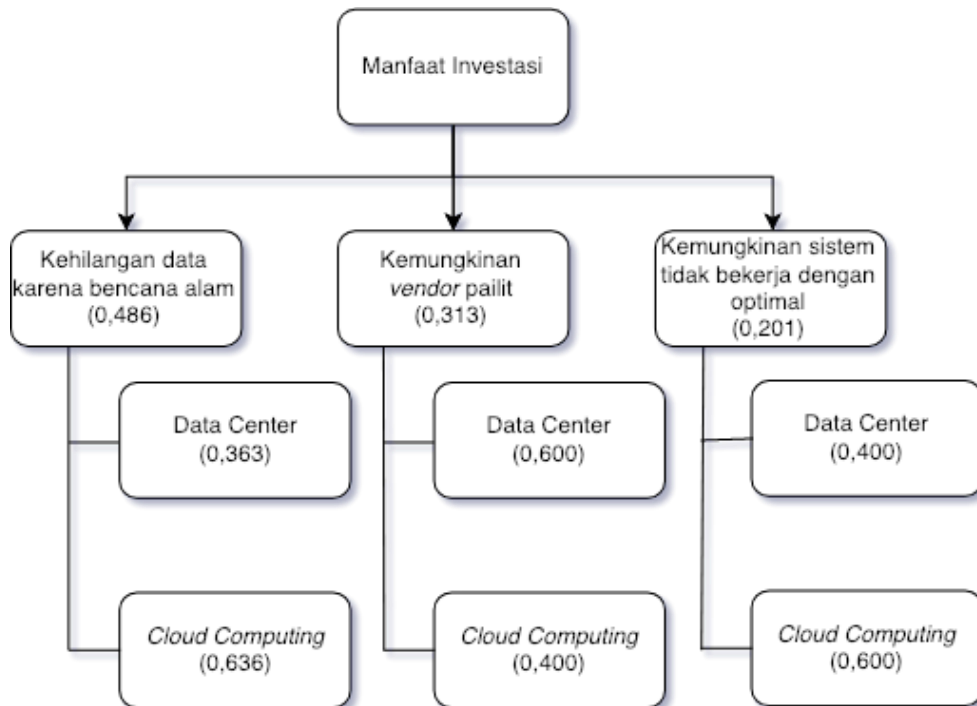 Manfaat Investasi
Kehilangan data
karena bencana alam
(0,486)
Kemungkinan
vendor pailit
(0,313)
Kemungkinan sistem
tidak bekerja dengan
optimal
(0,201)
Data Center
(0,363)
Data Center
(0,600)
Data Center
(0,400)
Cloud Computing
(0,636)
Cloud Computing
(0,400)
Cloud Computing
(0,600)